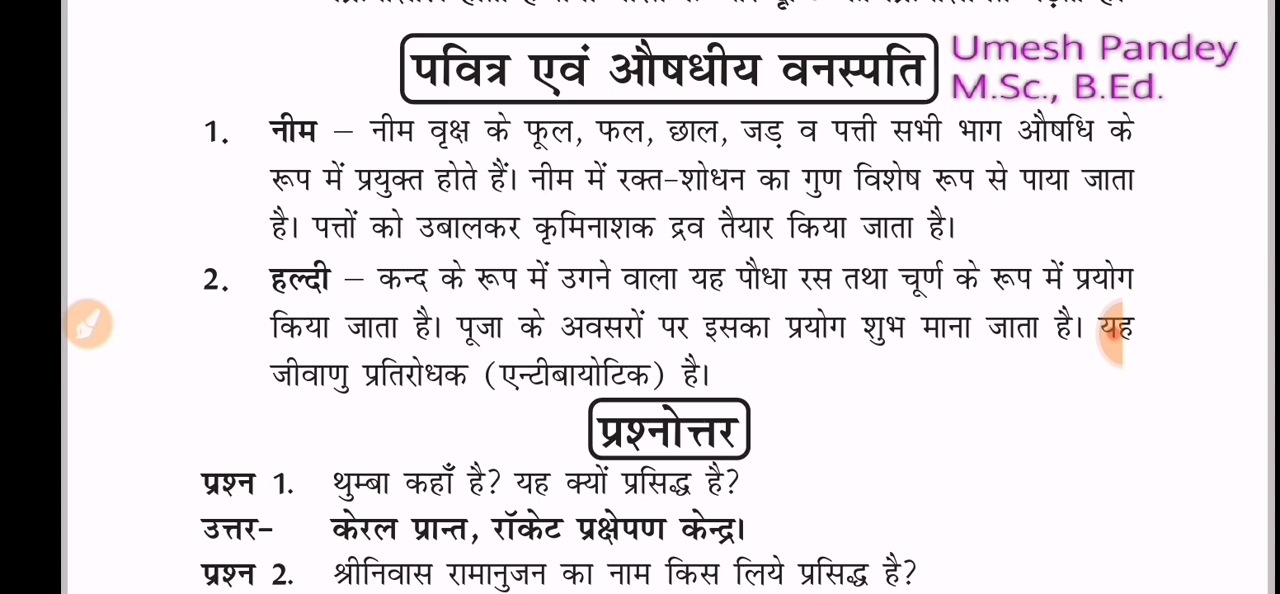 पवित्र एवं औषधीय वनस्पति
Umesh Pandey
M.Sc., B.Ed.
1. नीम – नीम वृक्ष के फूल, फल, छाल, जड़ व पत्ती सभी भाग औषधि के
रूप में प्रयुक्त होते हैं। नीम में रक्त-शोधन का गुण विशेष रूप से पाया जाता
है। पत्तों को उबालकर कृमिनाशक द्रव तैयार किया जाता है।
2. हल्दी – कन्द के रूप में उगने वाला यह पौधा रस तथा चूर्ण के रूप में प्रयोग
किया जाता है। पूजा के अवसरों पर इसका प्रयोग शुभ माना जाता है। यह
जीवाणु प्रतिरोधक (एन्टीबायोटिक) है।
प्रश्नोत्तर
प्रश्न 1. थुम्बा कहाँ है? यह क्यों प्रसिद्ध है?
उत्तर- केरल प्रान्त, रॉकेट प्रक्षेपण केन्द्र।
प्रश्न 2. श्रीनिवास रामानुजन का नाम किस लिये प्रसिद्ध है?